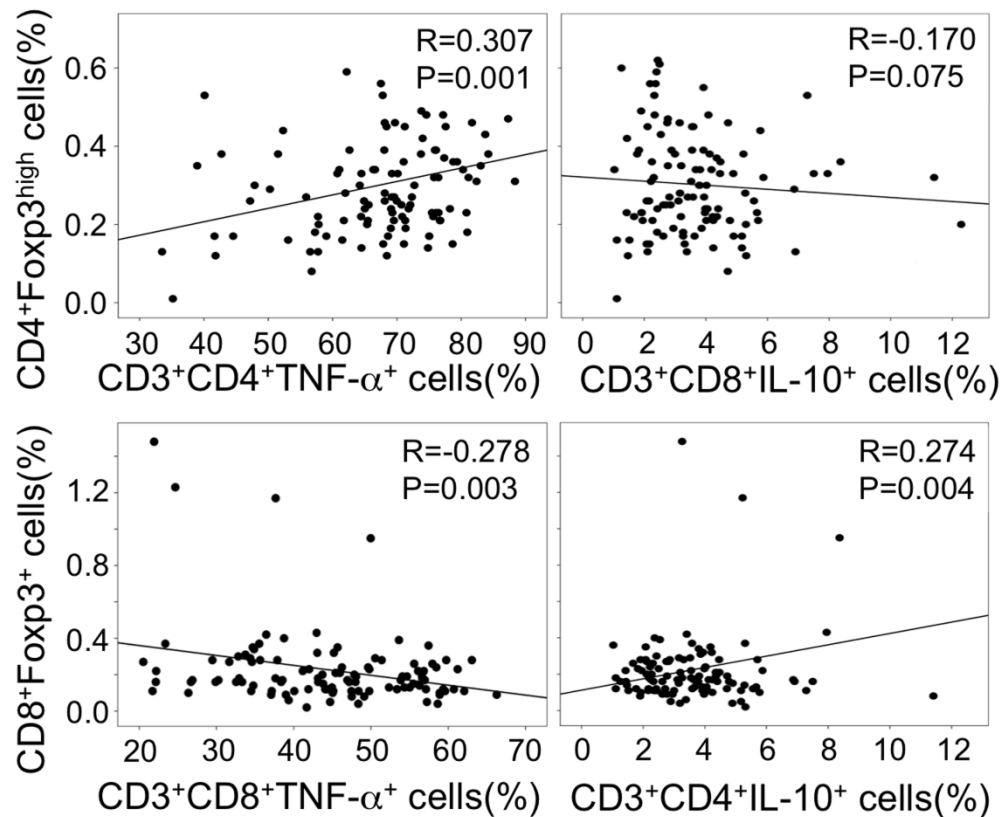 R=0.307
P=0.001
R=-0.170
P=0.075
CD4⁺Foxp3ʰⁱᵍʰ cells(%)
0.6
0.4
0.2
0.0
30 40 50 60 70 80 90
0 2 4 6 8 10 12
CD3⁺CD4⁺TNF-α⁺ cells(%)
CD3⁺CD8⁺IL-10⁺ cells(%)
R=-0.278
P=0.003
R=0.274
P=0.004
CD8⁺Foxp3⁺ cells(%)
1.2
0.8
0.4
0.0
20 30 40 50 60 70
0 2 4 6 8 10 12
CD3⁺CD8⁺TNF-α⁺ cells(%)
CD3⁺CD4⁺IL-10⁺ cells(%)